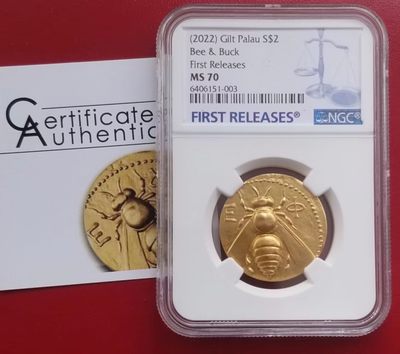 Certificate
Authentic
(2022) Gilt Palau S$2
Bee & Buck
First Releases
MS 70
6406151-003
FIRST RELEASES®
NGC®
E Φ
E